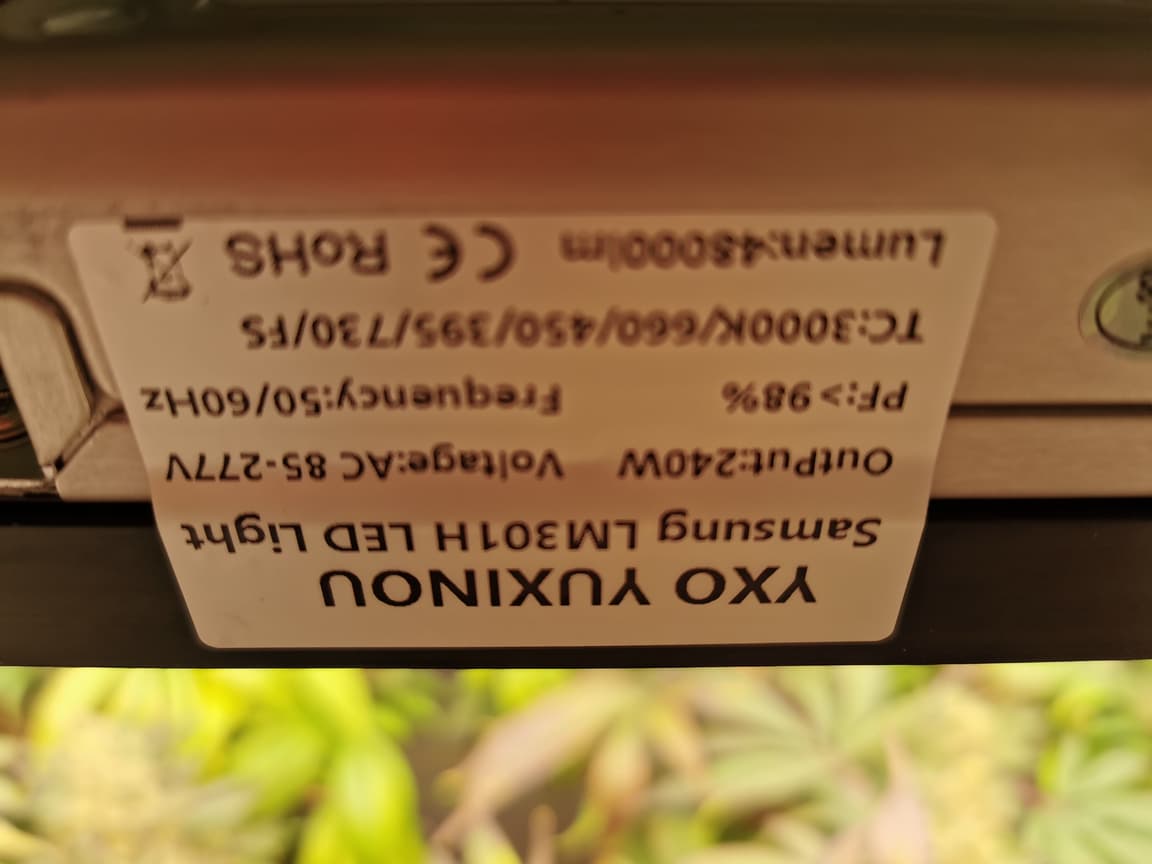 YXO YUXINOU
Samsung LM301H LED Light
OutPut:240W Voltage:AC 85-277V
PF:>98% Frequency:50/60Hz
TC:3000K/660/450/395/730/FS
Lumen:48000lm CE RoHS